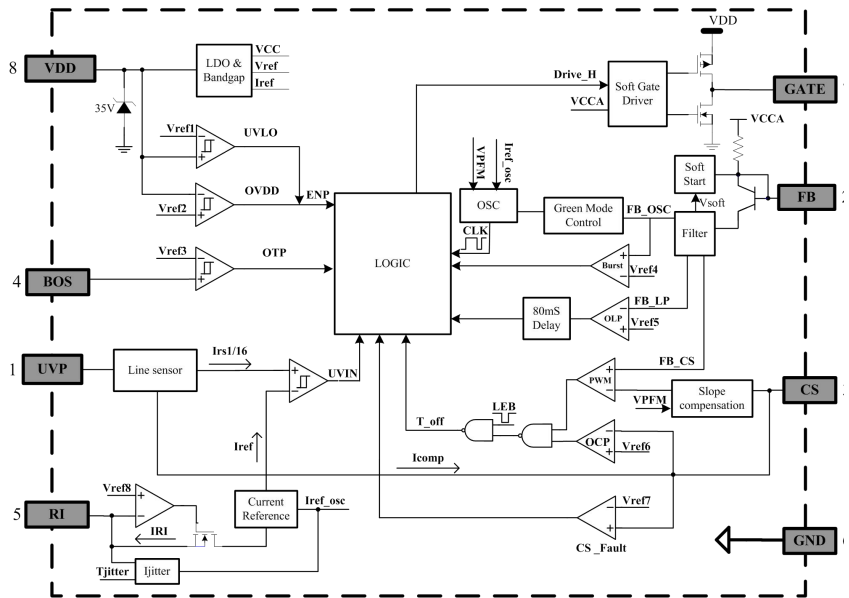 VDD
8
VDD
LDO &
Bandgap
VCC
Vref
Iref
35V
Drive_H
VCCA
Soft Gate
Driver
GATE
Vref1
UVLO
VPFM
Iref_osc
VCCA
Soft
Start
Vsoft
FB
Vref2
OVDD
ENP
OSC
Green Mode
Control
FB_OSC
Filter
CLK
Vref3
OTP
LOGIC
Burst
Vref4
4
BOS
80mS
Delay
OLP
FB_LP
Vref5
1
UVP
Line sensor
Irs1/16
UVIN
FB_CS
PWM
Slope
compensation
VPFM
CS
LEB
T_off
OCP
Vref6
Iref
Icomp
Vref8
5
RI
IRI
Current
Reference
Iref_osc
Vref7
CS _Fault
GND
Tjitter
Ijitter